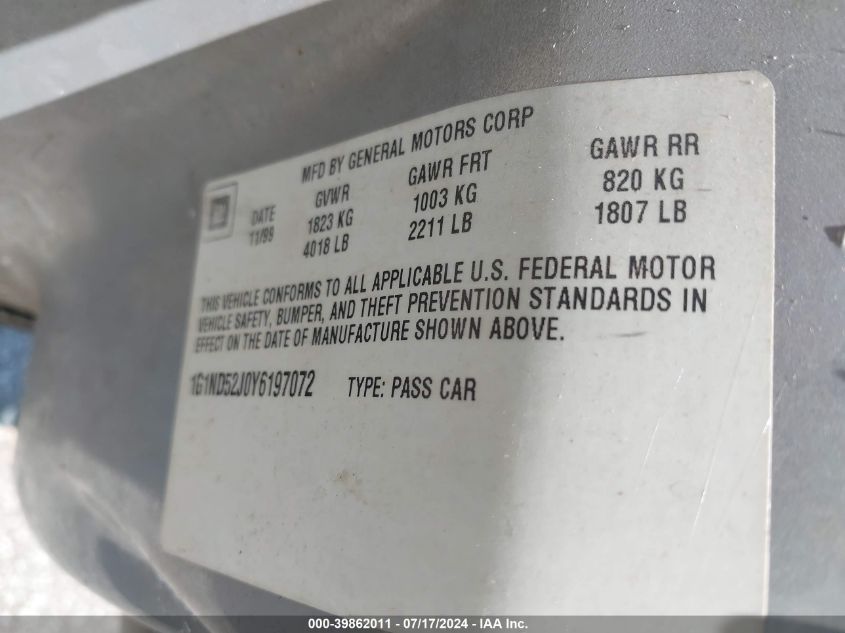 MFD BY GENERAL MOTORS CORP
GM DATE GVWR GAWR FRT GAWR RR
11/99 1823 KG 1003 KG 820 KG
4018 LB 2211 LB 1807 LB
THIS VEHICLE CONFORMS TO ALL APPLICABLE U.S. FEDERAL MOTOR
VEHICLE SAFETY, BUMPER, AND THEFT PREVENTION STANDARDS IN
EFFECT ON THE DATE OF MANUFACTURE SHOWN ABOVE.
1G1ND52J0Y6197072 TYPE: PASS CAR
000-39862011 - 07/17/2024 - IAA Inc.